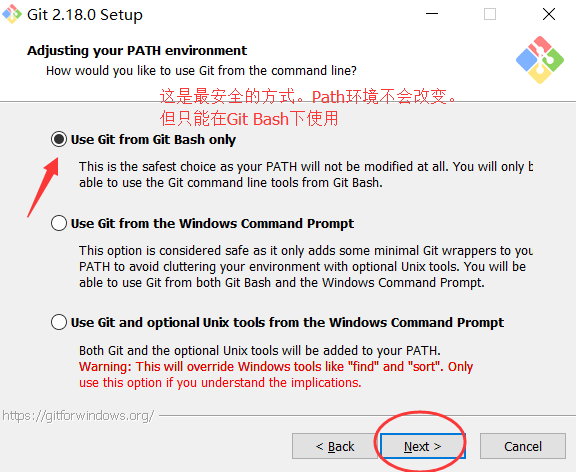 Git 2.18.0 Setup
Adjusting your PATH environment
How would you like to use Git from the command line?
这是最安全的方式。Path环境不会改变。
但只能在Git Bash下使用
Use Git from Git Bash only
This is the safest choice as your PATH will not be modified at all. You will only b
able to use the Git command line tools from Git Bash.
Use Git from the Windows Command Prompt
This option is considered safe as it only adds some minimal Git wrappers to you
PATH to avoid cluttering your environment with optional Unix tools. You will be
able to use Git from both Git Bash and the Windows Command Prompt.
Use Git and optional Unix tools from the Windows Command Prompt
Both Git and the optional Unix tools will be added to your PATH.
Warning: This will override Windows tools like "find" and "sort". Only
use this option if you understand the implications.
https://gitforwindows.org/
< Back
Next >
Cancel